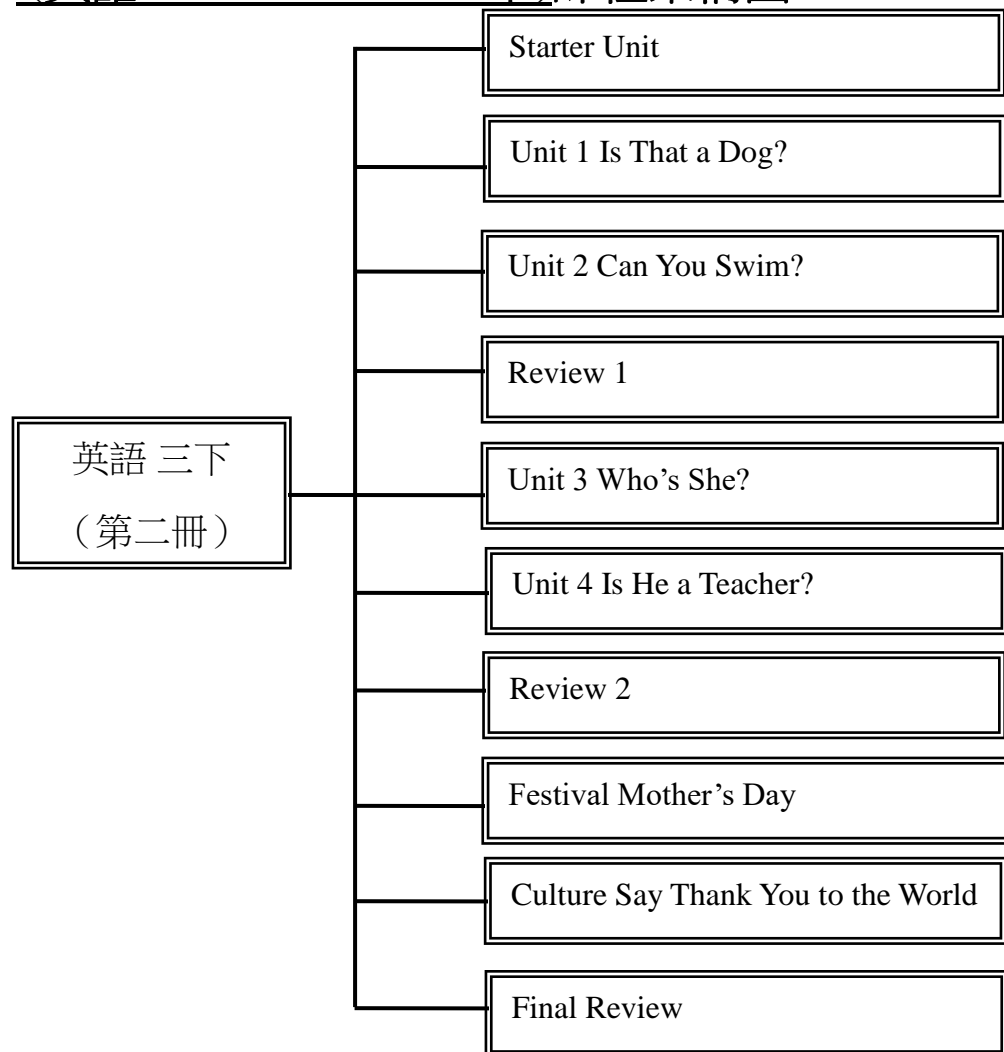 英語 三下
（第二冊）
Starter Unit
Unit 1 Is That a Dog?
Unit 2 Can You Swim?
Review 1
Unit 3 Who’s She?
Unit 4 Is He a Teacher?
Review 2
Festival Mother’s Day
Culture Say Thank You to the World
Final Review